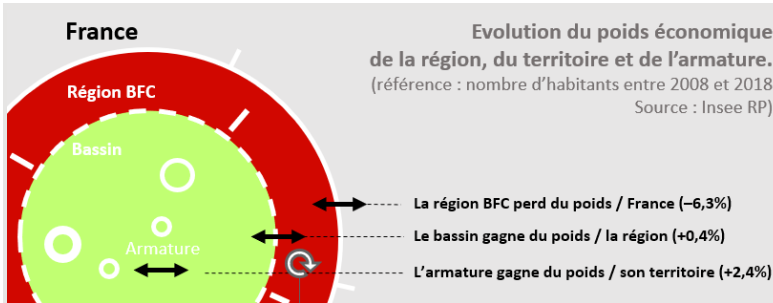 France
Evolution du poids économique
de la région, du territoire et de l’armature.
(référence : nombre d’habitants entre 2008 et 2018
Source : Insee RP)
Région BFC
Bassin
La région BFC perd du poids / France (–6,3%)
Le bassin gagne du poids / la région (+0,4%)
Armature
L’armature gagne du poids / son territoire (+2,4%)